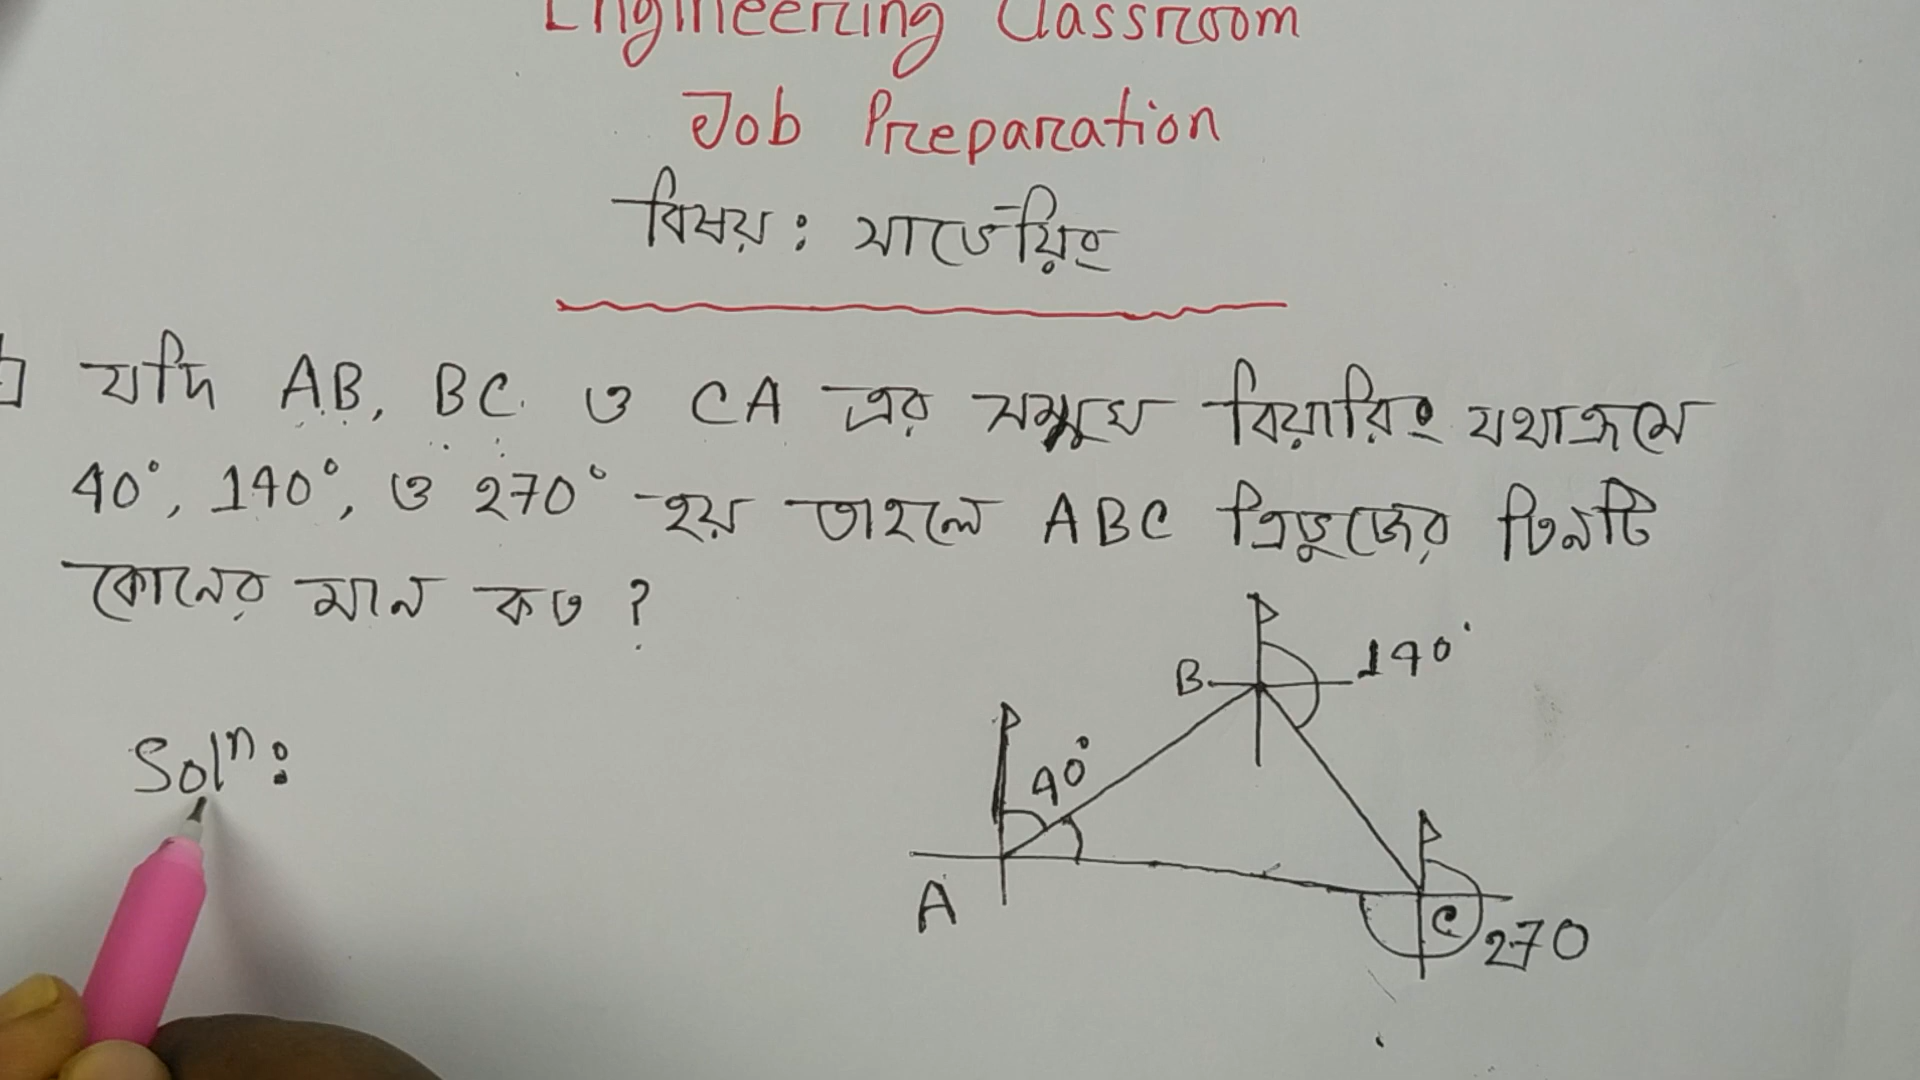 Engineering Classroom
Job Preparation
বিষয় : সার্ভেয়িং
যদি AB, BC ও CA এর সম্মুখ বিয়ারিং যথাক্রমে
40°, 140°, ও 270° হয় তাহলে ABC ত্রিভুজের তিনটি
কোনের মান কত ?
B
140°
Solⁿ:
40°
A
C
270